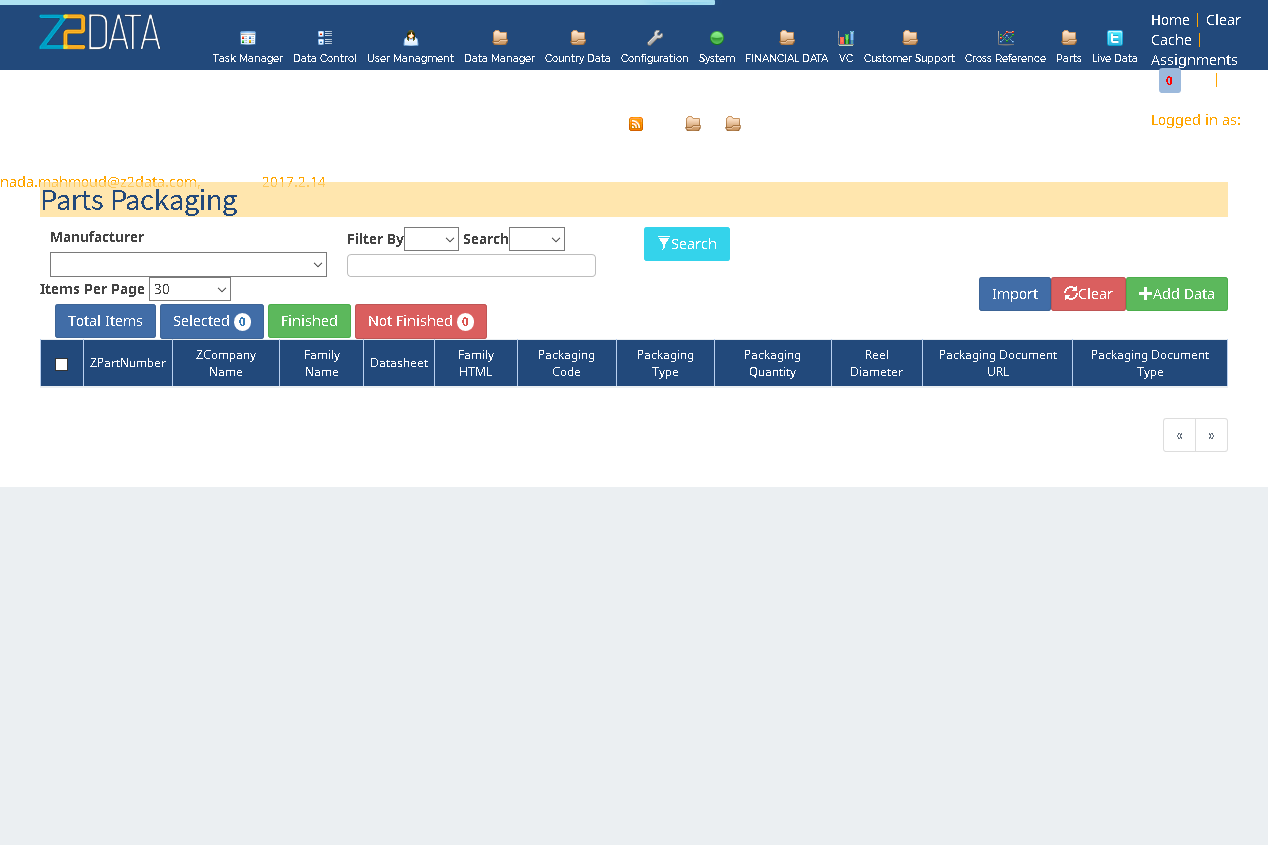 Z2DATA
Task Manager Data Control User Managment Data Manager Country Data Configuration System FINANCIAL DATA VC Customer Support Cross Reference Parts Live Data
Home | Clear
Cache |
Assignments
0 |
Logged in as:
nada.mahmoud@z2data.com, 2017.2.14
Parts Packaging
Manufacturer
Filter By Search
Search
Items Per Page 30
Import Clear Add Data
Total Items Selected 0 Finished Not Finished 0
ZPartNumber ZCompany Name Family Name Datasheet Family HTML Packaging Code Packaging Type Packaging Quantity Reel Diameter Packaging Document URL Packaging Document Type
« »